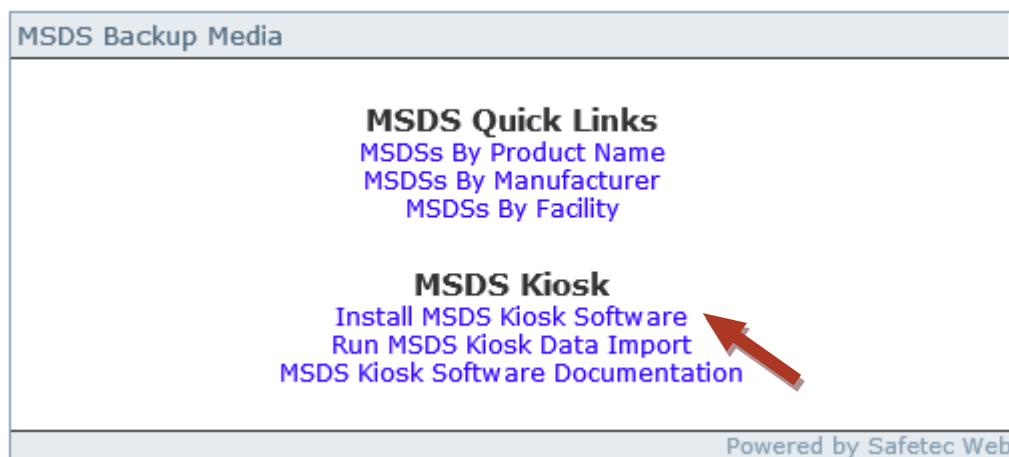 MSDS Backup Media
MSDS Quick Links
MSDSs By Product Name
MSDSs By Manufacturer
MSDSs By Facility
MSDS Kiosk
Install MSDS Kiosk Software
Run MSDS Kiosk Data Import
MSDS Kiosk Software Documentation
Powered by Safetec Web